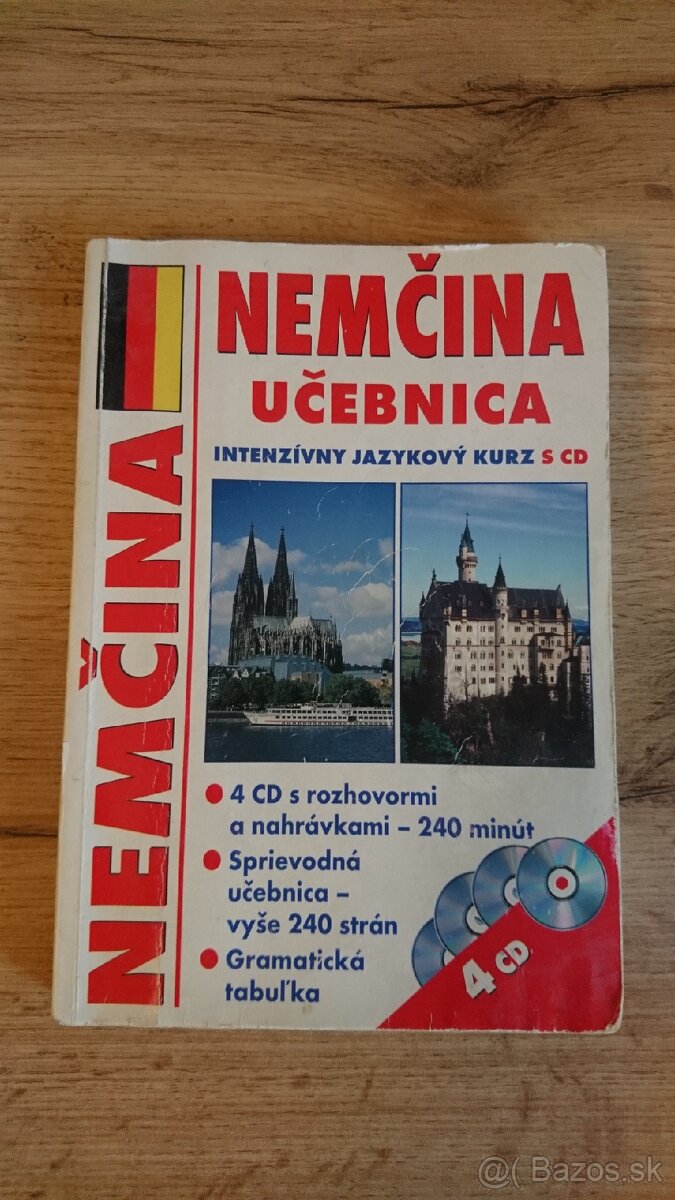 NEMČINA
NEMČINA
UČEBNICA
INTENZÍVNY JAZYKOVÝ KURZ S CD
4 CD s rozhovormi
a nahrávkami – 240 minút
Sprievodná
učebnica –
vyše 240 strán
Gramatická
tabuľka
4 CD
@( Bazos.sk